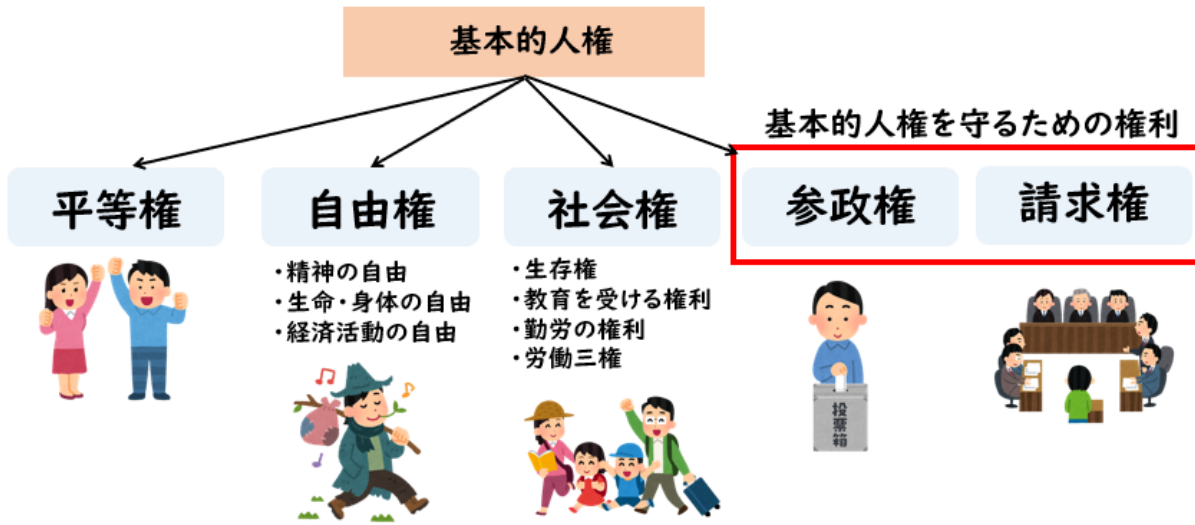 基本的人権
基本的人権を守るための権利
平等権
自由権
社会権
参政権
請求権
・精神の自由
・生命・身体の自由
・経済活動の自由
・生存権
・教育を受ける権利
・勤労の権利
・労働三権
投票箱